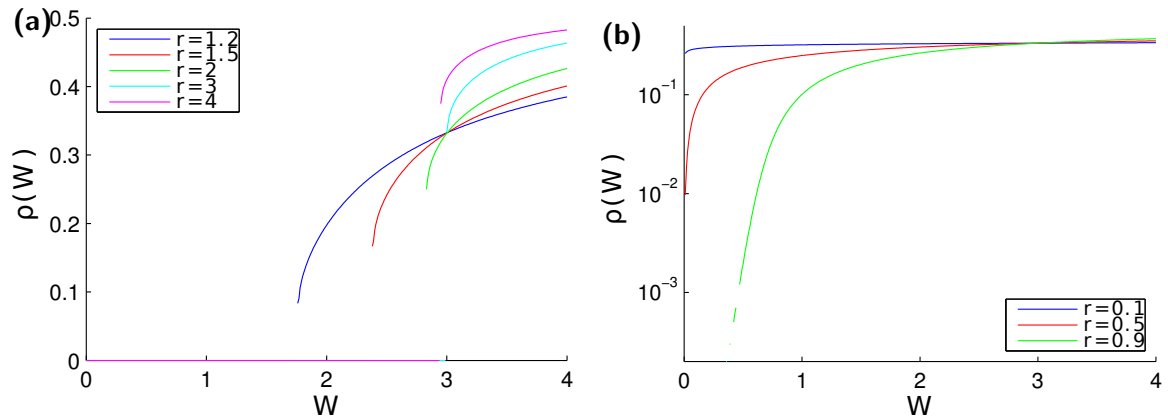 (a)
0.5
0.4
0.3
0.2
0.1
0
ρ(W)
r=1.2
r=1.5
r=2
r=3
r=4
0 1 2 3 4
W
(b)
10⁻¹
10⁻²
10⁻³
ρ(W)
r=0.1
r=0.5
r=0.9
0 1 2 3 4
W